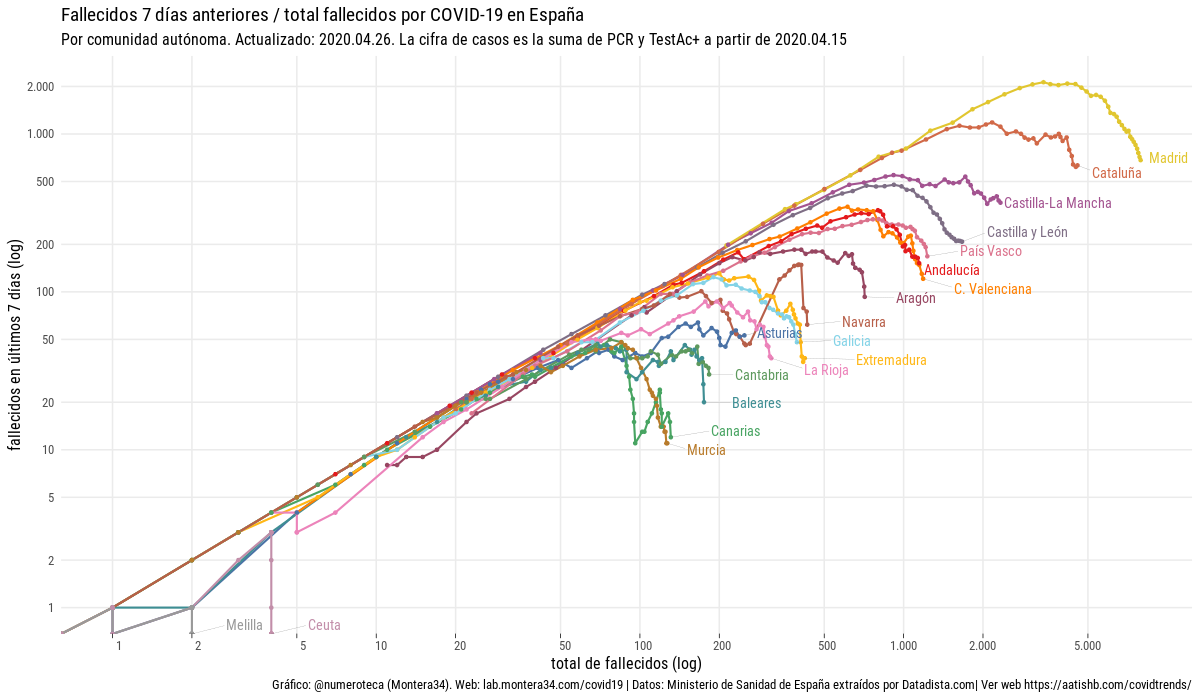 Fallecidos 7 días anteriores / total fallecidos por COVID-19 en España
Por comunidad autónoma. Actualizado: 2020.04.26. La cifra de casos es la suma de PCR y TestAc+ a partir de 2020.04.15
fallecidos en últimos 7 días (log)
2.000
1.000
500
200
100
50
20
10
5
2
1
Madrid
Cataluña
Castilla-La Mancha
Castilla y León
País Vasco
Andalucía
C. Valenciana
Aragón
Navarra
Asturias
Galicia
Extremadura
La Rioja
Cantabria
Baleares
Canarias
Murcia
Melilla
Ceuta
1
2
5
10
20
50
100
200
500
1.000
2.000
5.000
total de fallecidos (log)
Gráfico: @numeroteca (Montera34). Web: lab.montera34.com/covid19 | Datos: Ministerio de Sanidad de España extraídos por Datadista.com| Ver web https://aatishb.com/covidtrends/